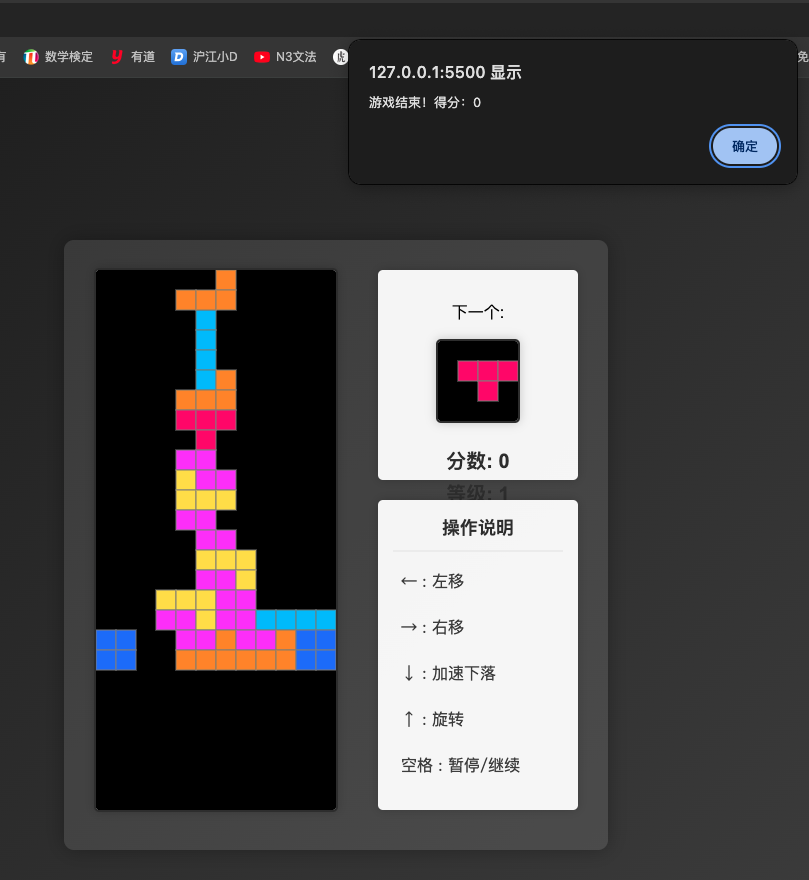 有
数学检定
有道
沪江小D
N3文法
虎
免
127.0.0.1:5500 显示
游戏结束！得分：0
确定
下一个:
分数: 0
等级: 1
操作说明
← : 左移
→ : 右移
↓ : 加速下落
↑ : 旋转
空格 : 暂停/继续